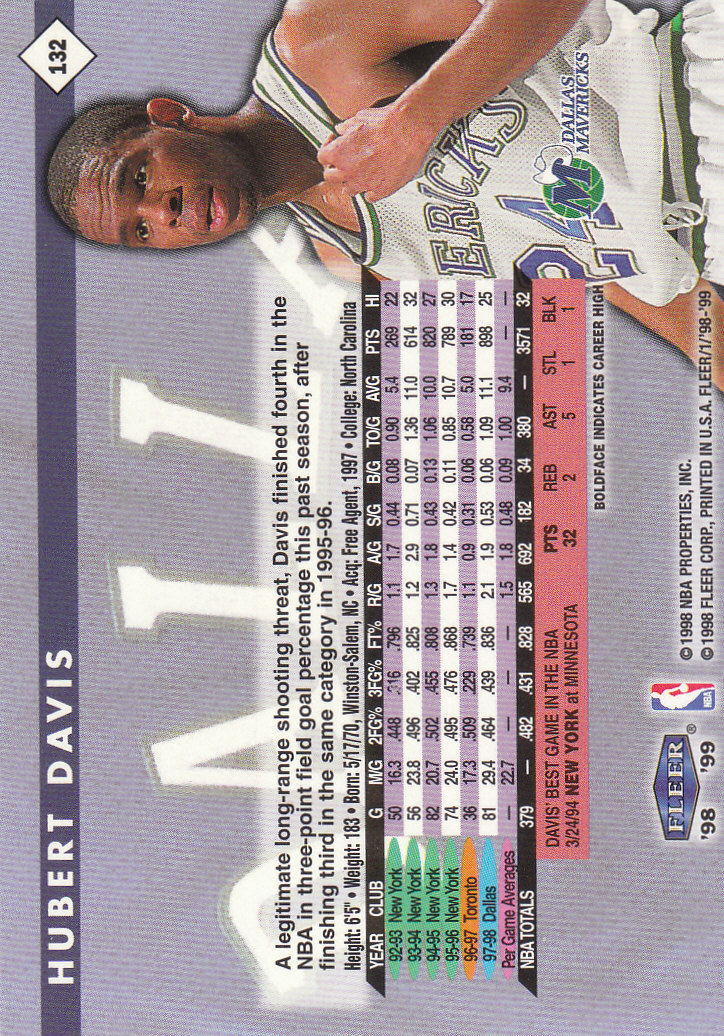 HUBERT DAVIS
132
A legitimate long-range shooting threat, Davis finished fourth in the
NBA in three-point field goal percentage this past season, after
finishing third in the same category in 1995-96.
Height: 6'5" • Weight: 183 • Born: 5/17/70, Winston-Salem, NC • Acq: Free Agent, 1997 • College: North Carolina
YEAR CLUB G M/G 2FG% 3FG% FT% R/G A/G S/G B/G TO/G AVG PTS HI
92-93 New York 50 16.3 .448 .316 .796 1.1 1.7 0.44 0.08 0.90 5.4 269 22
93-94 New York 56 23.8 .496 .402 .825 1.2 2.9 0.71 0.07 1.36 11.0 614 32
94-95 New York 82 20.7 .502 .455 .808 1.3 1.8 0.43 0.13 1.06 10.0 820 27
95-96 New York 74 24.0 .495 .476 .868 1.7 1.4 0.42 0.11 0.85 10.7 789 30
96-97 Toronto 36 17.3 .509 .229 .739 1.1 0.9 0.31 0.06 0.58 5.0 181 17
97-98 Dallas 81 29.4 .464 .439 .836 2.1 1.9 0.53 0.06 1.09 11.1 898 25
Per Game Averages — 22.7 — — — 1.5 1.8 0.48 0.09 1.00 9.4 — —
NBA TOTALS 379 — .482 .431 .828 565 692 182 34 380 — 3571 32
DAVIS' BEST GAME IN THE NBA PTS REB AST STL BLK
3/24/94 NEW YORK at MINNESOTA 32 2 5 1 1
BOLDFACE INDICATES CAREER HIGH
ERICKS
24
M
DALLAS
MAVERICKS
FLEER®
'98 '99
NBA
© 1998 NBA PROPERTIES, INC.
© 1998 FLEER CORP., PRINTED IN U.S.A. FLEER/1/'98-'99